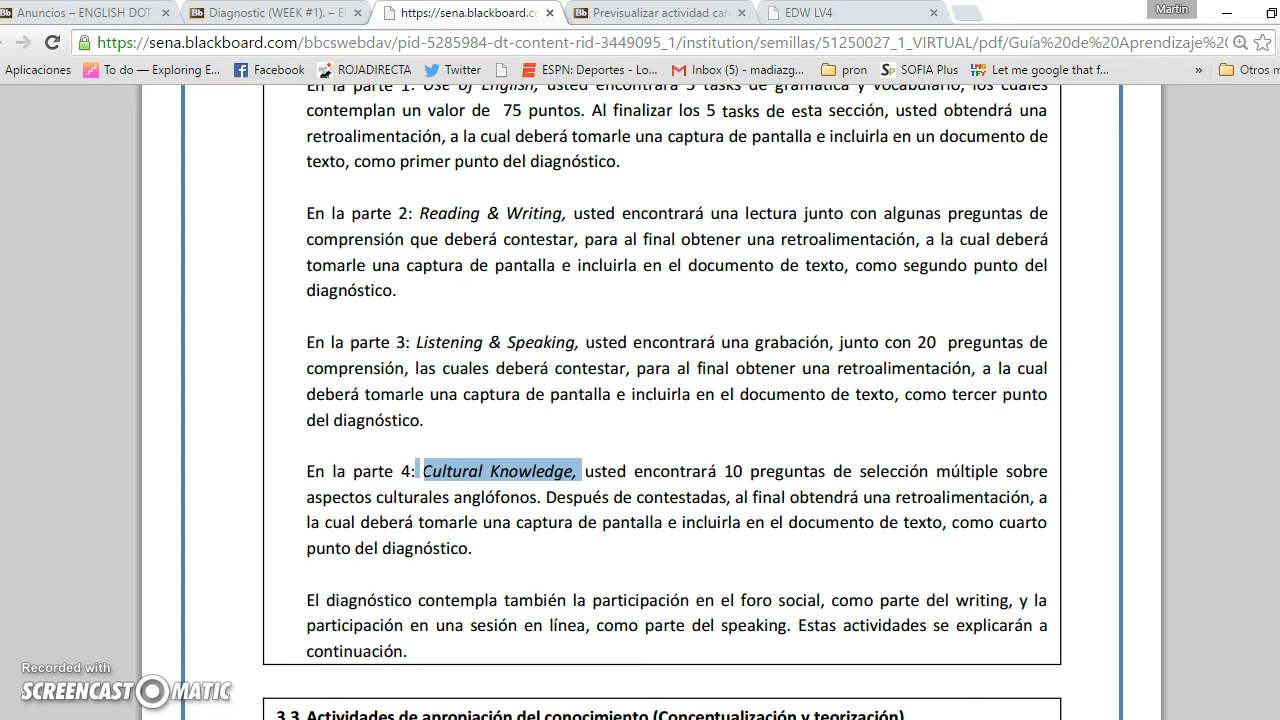 Anuncios – ENGLISH DOT
Diagnostic (WEEK #1). – E
https://sena.blackboard.co
Previsualizar actividad car
EDW LV4
Martin
https://sena.blackboard.com/bbcswebdav/pid-5285984-dt-content-rid-3449095_1/institution/semillas/51250027_1_VIRTUAL/pdf/Guía%20de%20Aprendizaje%20
Aplicaciones
To do — Exploring E...
Facebook
ROJADIRECTA
Twitter
ESPN: Deportes - Lo...
Inbox (5) - madiazg...
pron
SOFIA Plus
Let me google that f...
»
Otros m
En la parte 1: Use of English, usted encontrará 5 tasks de gramática y vocabulario, los cuales
contemplan un valor de 75 puntos. Al finalizar los 5 tasks de esta sección, usted obtendrá una
retroalimentación, a la cual deberá tomarle una captura de pantalla e incluirla en un documento de
texto, como primer punto del diagnóstico.
En la parte 2: Reading & Writing, usted encontrará una lectura junto con algunas preguntas de
comprensión que deberá contestar, para al final obtener una retroalimentación, a la cual deberá
tomarle una captura de pantalla e incluirla en el documento de texto, como segundo punto del
diagnóstico.
En la parte 3: Listening & Speaking, usted encontrará una grabación, junto con 20 preguntas de
comprensión, las cuales deberá contestar, para al final obtener una retroalimentación, a la cual
deberá tomarle una captura de pantalla e incluirla en el documento de texto, como tercer punto
del diagnóstico.
En la parte 4: Cultural Knowledge, usted encontrará 10 preguntas de selección múltiple sobre
aspectos culturales anglófonos. Después de contestadas, al final obtendrá una retroalimentación, a
la cual deberá tomarle una captura de pantalla e incluirla en el documento de texto, como cuarto
punto del diagnóstico.
El diagnóstico contempla también la participación en el foro social, como parte del writing, y la
participación en una sesión en línea, como parte del speaking. Estas actividades se explicarán a
continuación.
3.3 Actividades de apropiación del conocimiento (Conceptualización y teorización)
Recorded with
SCREENCAST O MATIC